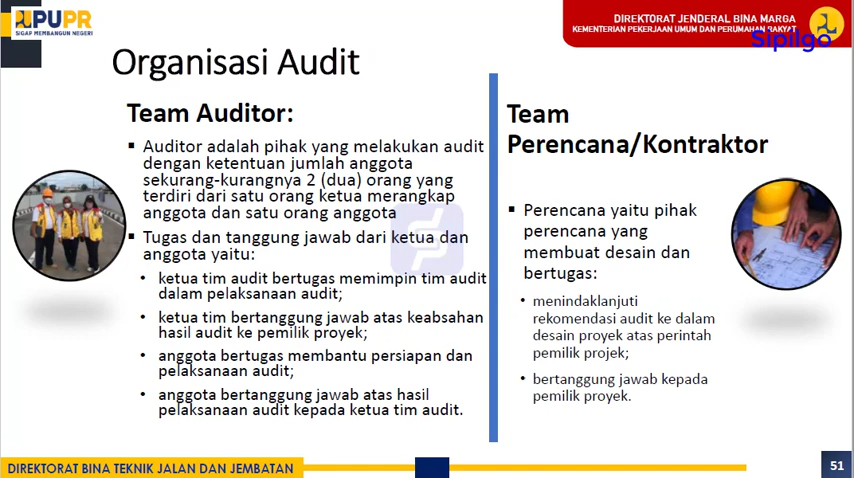 PUPR
SIGAP MEMBANGUN NEGERI
DIREKTORAT JENDERAL BINA MARGA
KEMENTERIAN PEKERJAAN UMUM DAN PERUMAHAN RAKYAT
Sipilgo
Organisasi Audit
Team Auditor:
▪ Auditor adalah pihak yang melakukan audit
dengan ketentuan jumlah anggota
sekurang-kurangnya 2 (dua) orang yang
terdiri dari satu orang ketua merangkap
anggota dan satu orang anggota
▪ Tugas dan tanggung jawab dari ketua dan
anggota yaitu:
• ketua tim audit bertugas memimpin tim audit
dalam pelaksanaan audit;
• ketua tim bertanggung jawab atas keabsahan
hasil audit ke pemilik proyek;
• anggota bertugas membantu persiapan dan
pelaksanaan audit;
• anggota bertanggung jawab atas hasil
pelaksanaan audit kepada ketua tim audit.
Team
Perencana/Kontraktor
▪ Perencana yaitu pihak
perencana yang
membuat desain dan
bertugas:
• menindaklanjuti
rekomendasi audit ke dalam
desain proyek atas perintah
pemilik projek;
• bertanggung jawab kepada
pemilik proyek.
DIREKTORAT BINA TEKNIK JALAN DAN JEMBATAN
51